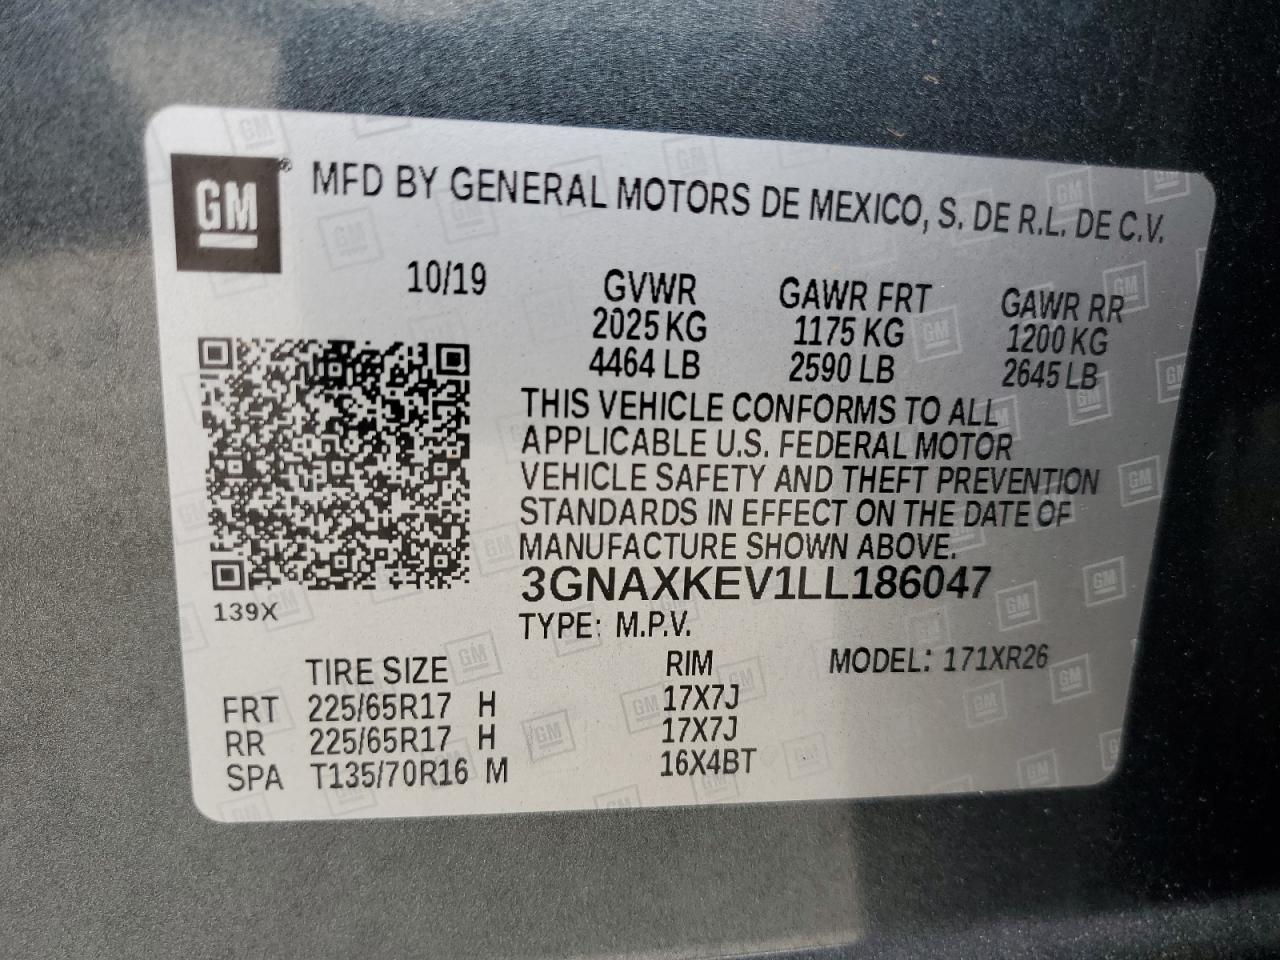 GM ® MFD BY GENERAL MOTORS DE MEXICO, S. DE R.L. DE C.V.
10/19 GVWR GAWR FRT GAWR RR
2025 KG 1175 KG 1200 KG
4464 LB 2590 LB 2645 LB
THIS VEHICLE CONFORMS TO ALL
APPLICABLE U.S. FEDERAL MOTOR
VEHICLE SAFETY AND THEFT PREVENTION
STANDARDS IN EFFECT ON THE DATE OF
MANUFACTURE SHOWN ABOVE.
3GNAXKEV1LL186047
139X
TYPE: M.P.V.
TIRE SIZE RIM MODEL: 171XR26
FRT 225/65R17 H 17X7J
RR 225/65R17 H 17X7J
SPA T135/70R16 M 16X4BT